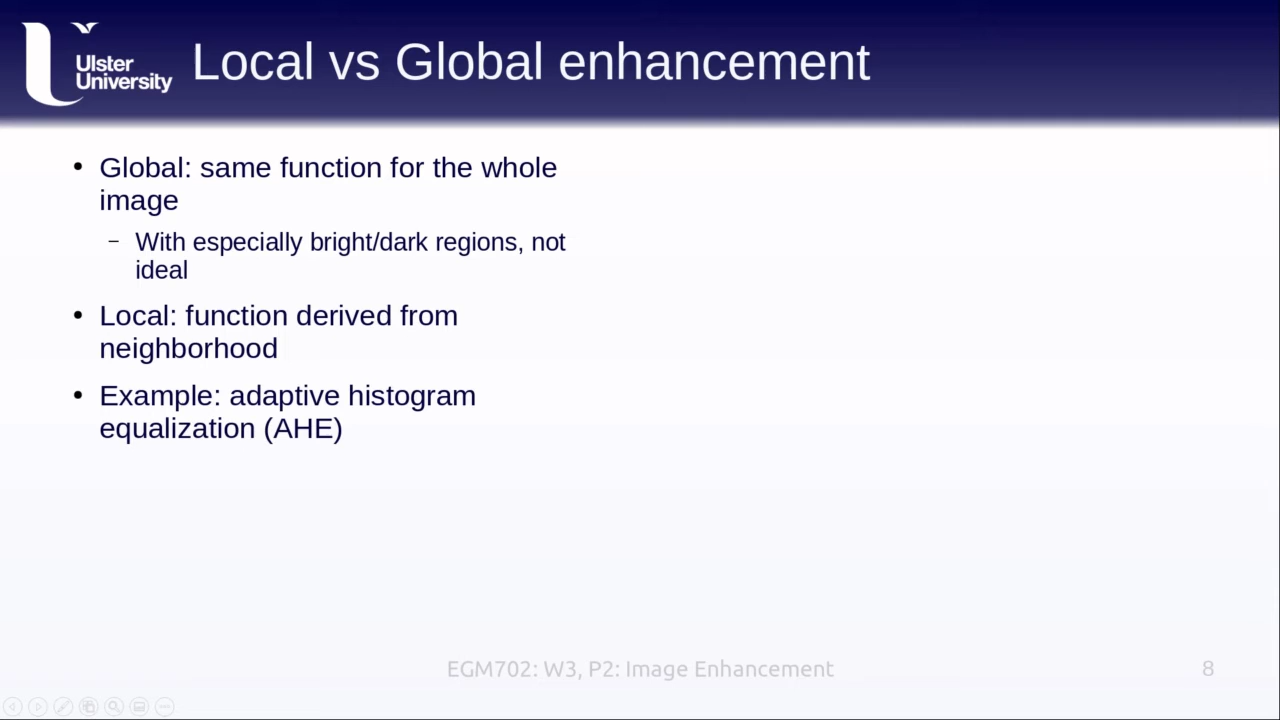 Ulster
University
Local vs Global enhancement
• Global: same function for the whole
image
– With especially bright/dark regions, not
ideal
• Local: function derived from
neighborhood
• Example: adaptive histogram
equalization (AHE)
EGM702: W3, P2: Image Enhancement
8